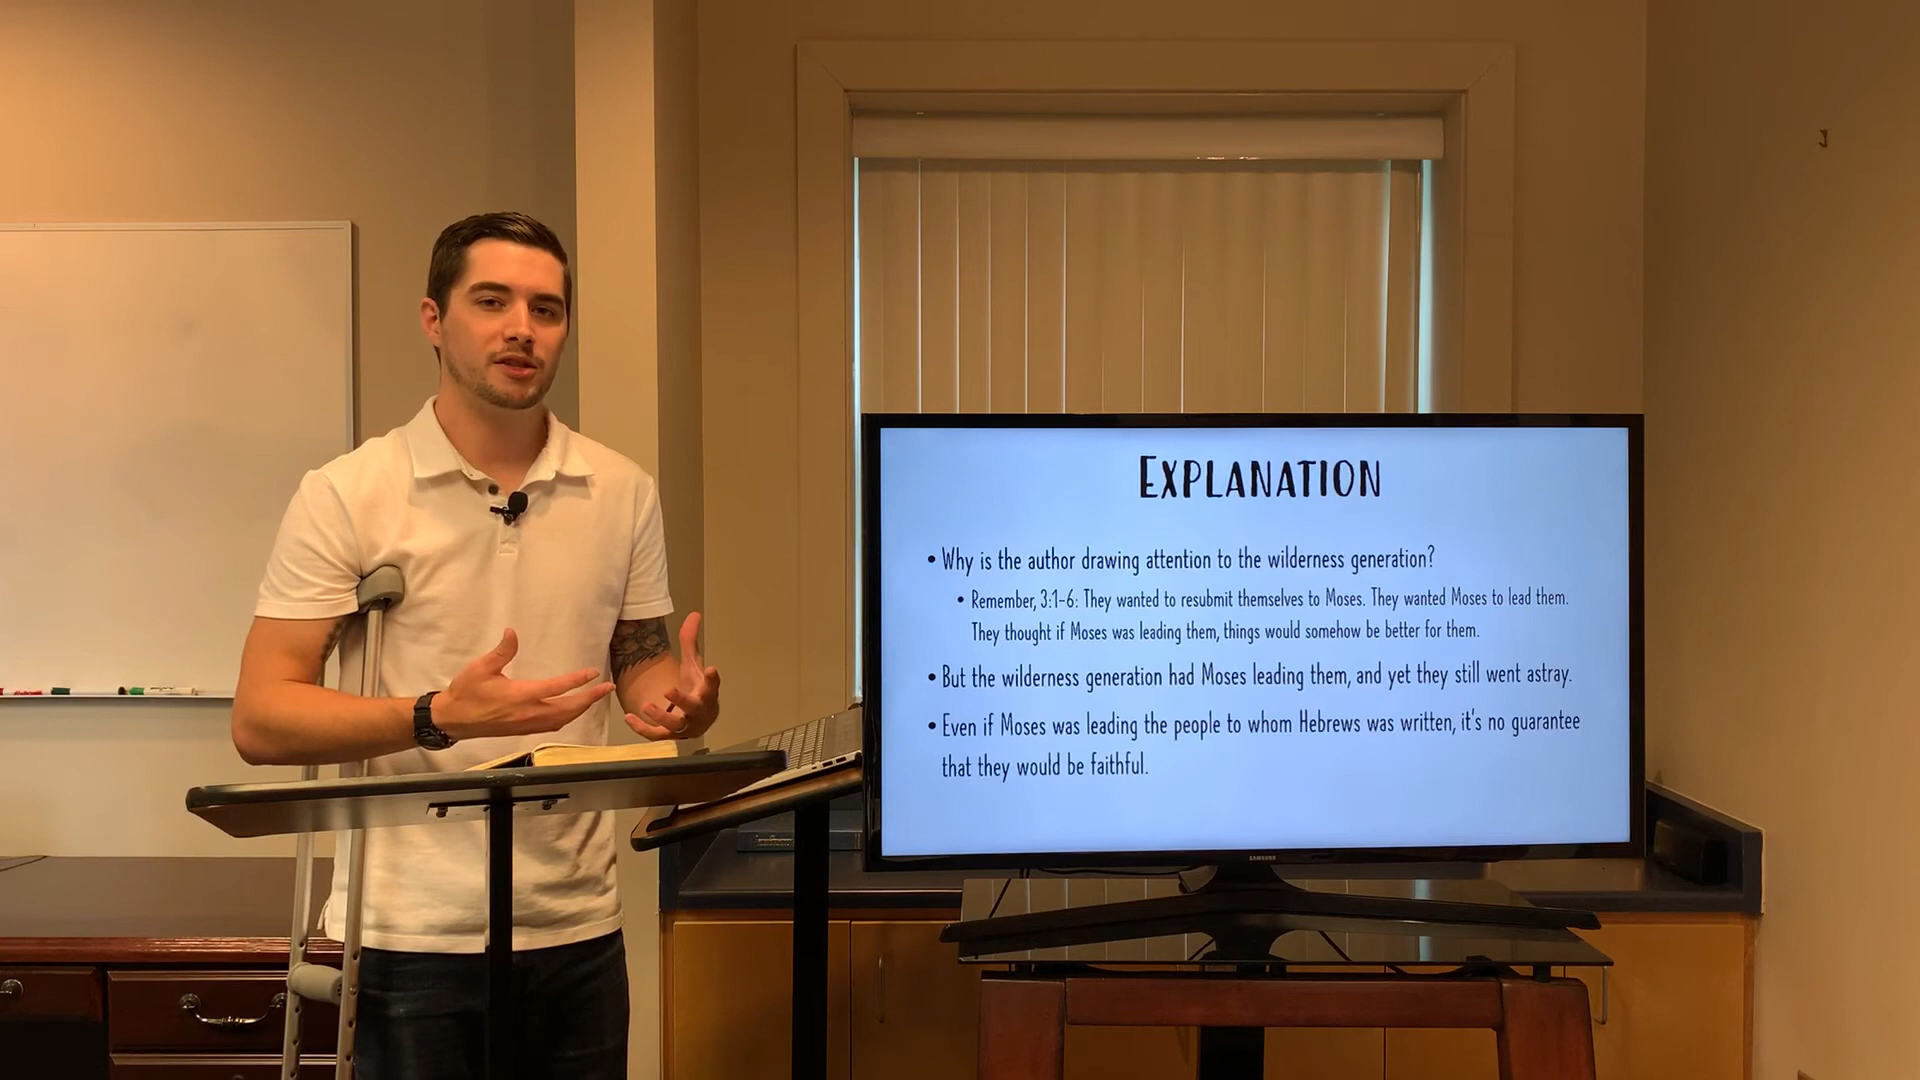 EXPLANATION
• Why is the author drawing attention to the wilderness generation?
• Remember, 3:1-6: They wanted to resubmit themselves to Moses. They wanted Moses to lead them.
They thought if Moses was leading them, things would somehow be better for them.
• But the wilderness generation had Moses leading them, and yet they still went astray.
• Even if Moses was leading the people to whom Hebrews was written, it's no guarantee
that they would be faithful.
SAMSUNG